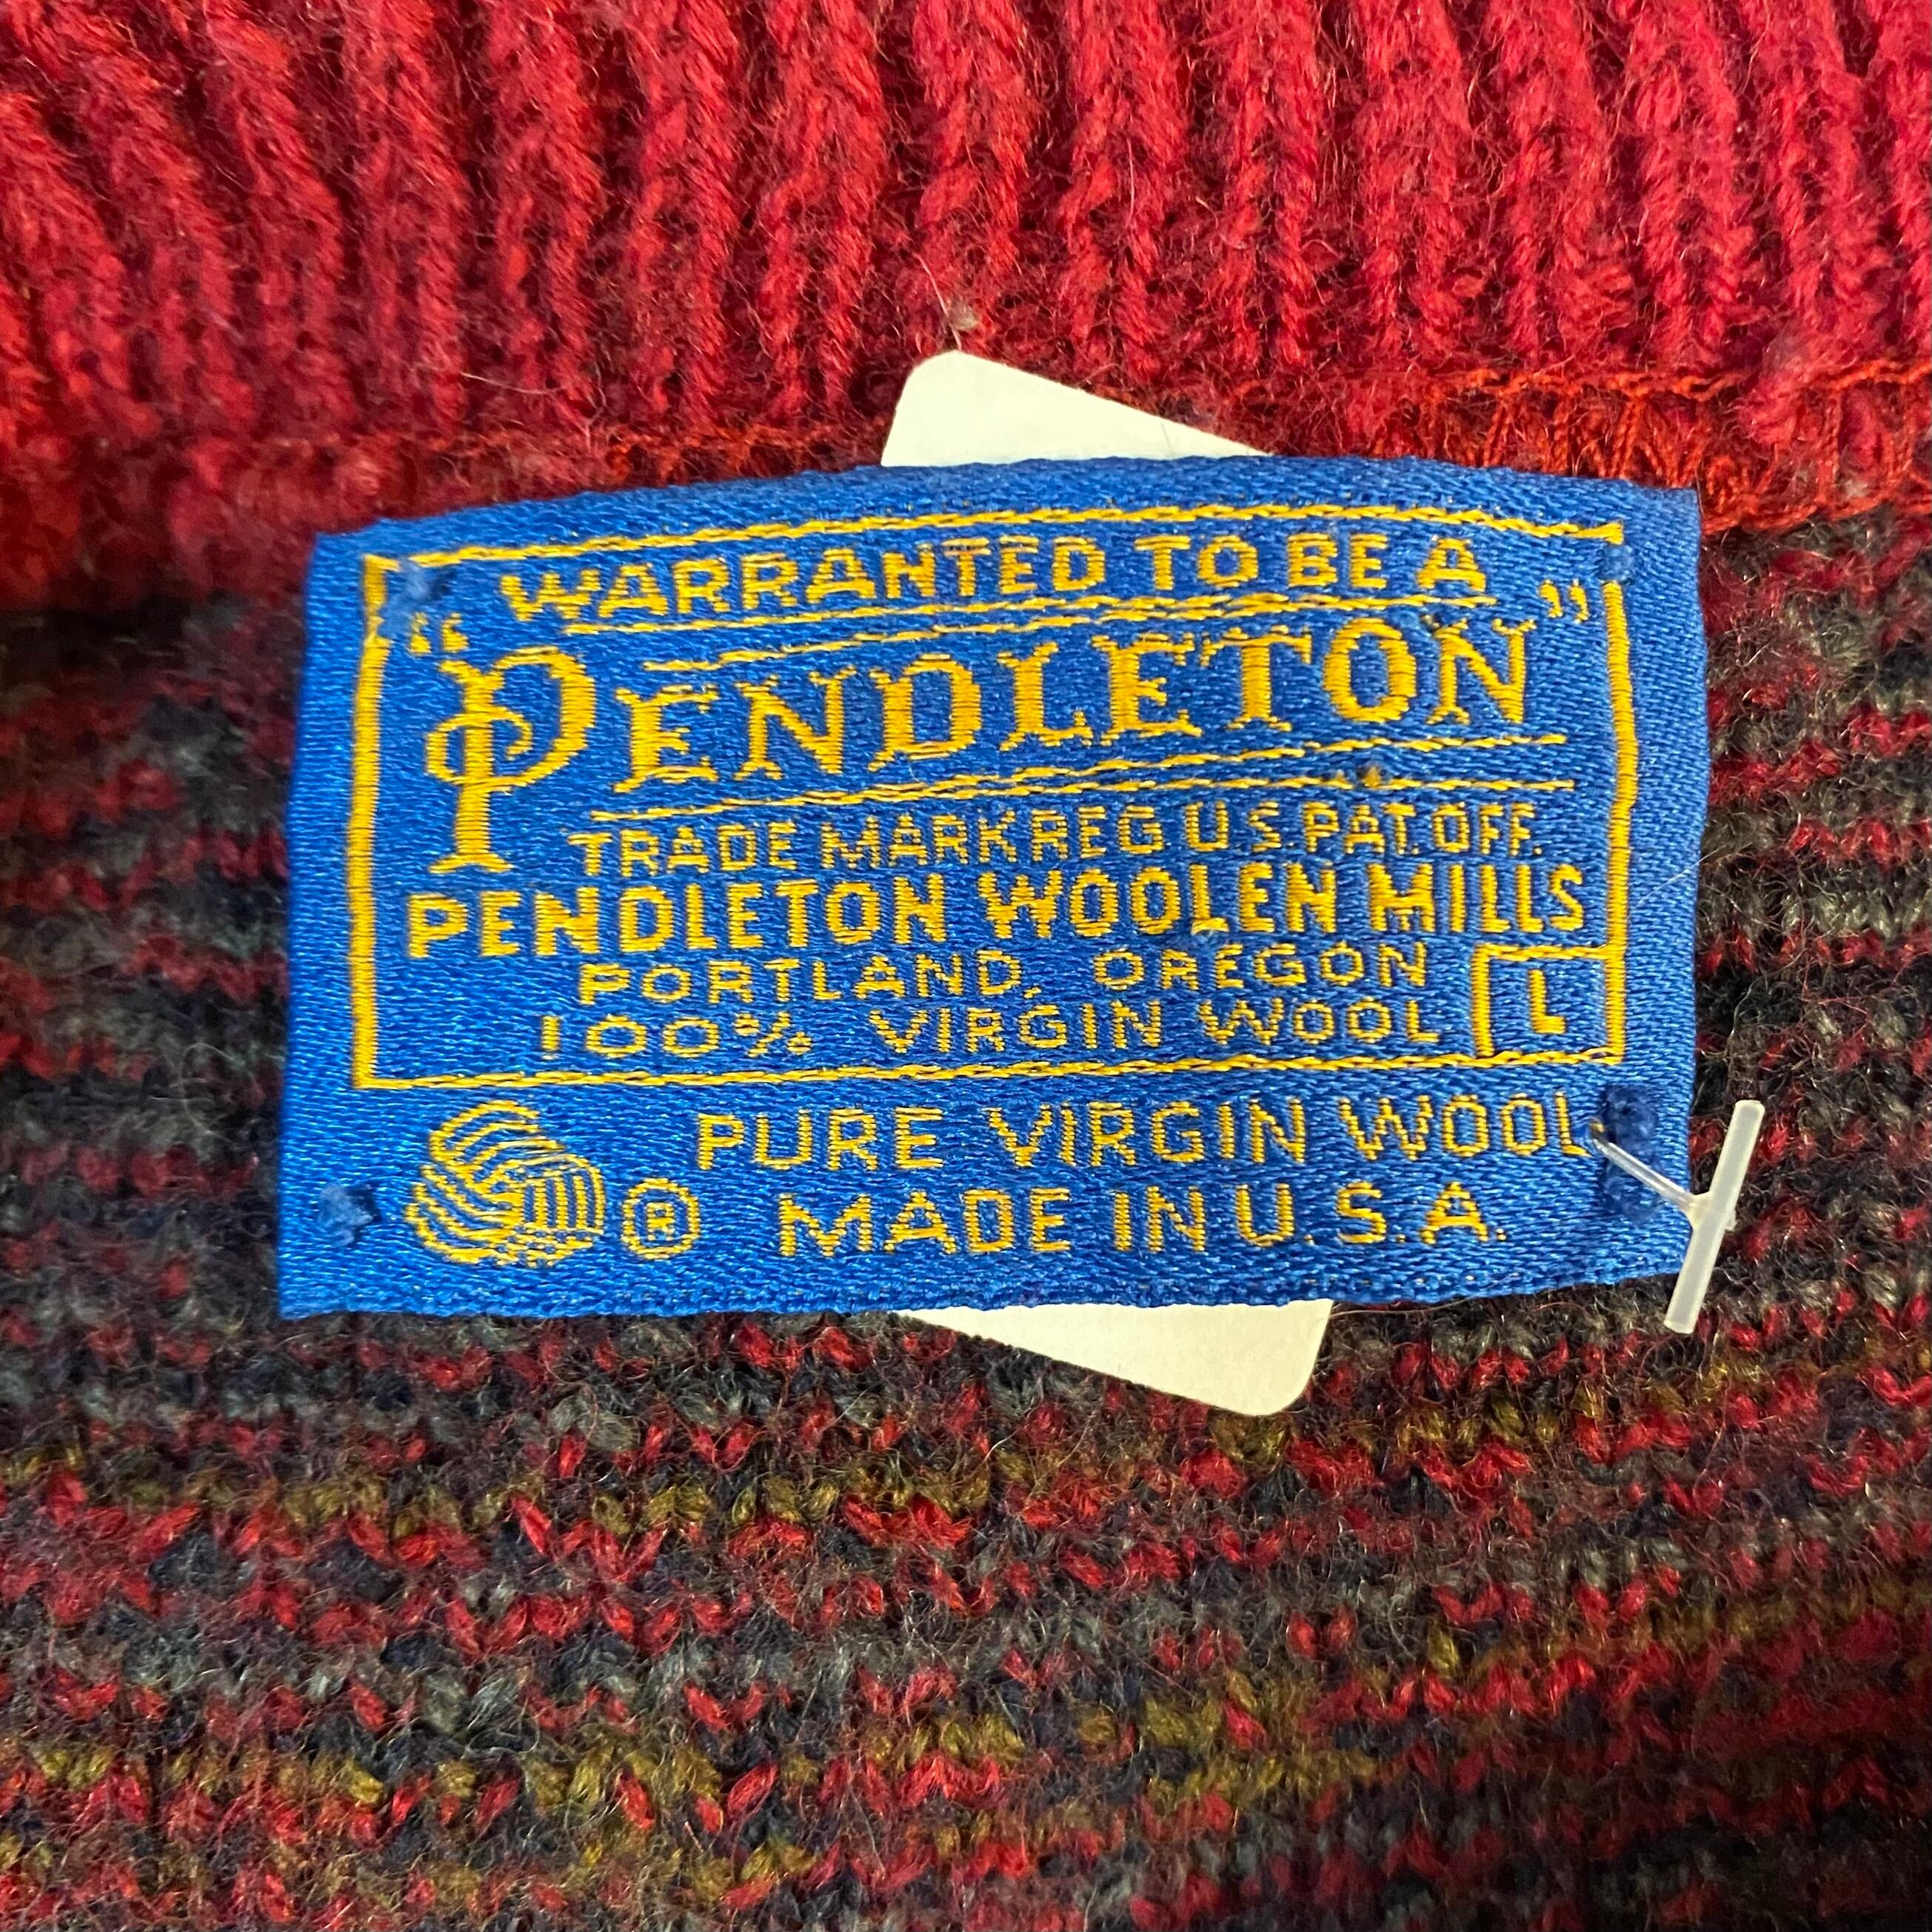 WARRANTED TO BE A
"PENDLETON"
TRADE MARK REG U.S. PAT. OFF.
PENDLETON WOOLEN MILLS
PORTLAND, OREGON
100% VIRGIN WOOL L
PURE VIRGIN WOOL
® MADE IN U.S.A.